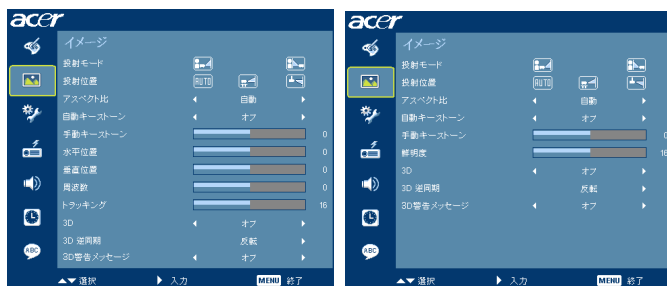 acer
イメージ
投射モード
投射位置 AUTO
アスペクト比 自動
自動キーストーン オフ
手動キーストーン 0
水平位置 0
垂直位置 0
周波数 0
トラッキング 16
3D オフ
3D 逆同期 反転
3D警告メッセージ オフ
ABC
選択 入力 MENU 終了
acer
イメージ
投射モード
投射位置 AUTO
アスペクト比 自動
自動キーストーン オフ
手動キーストーン 0
鮮明度 16
3D オフ
3D 逆同期 反転
3D警告メッセージ オフ
ABC
選択 入力 MENU 終了